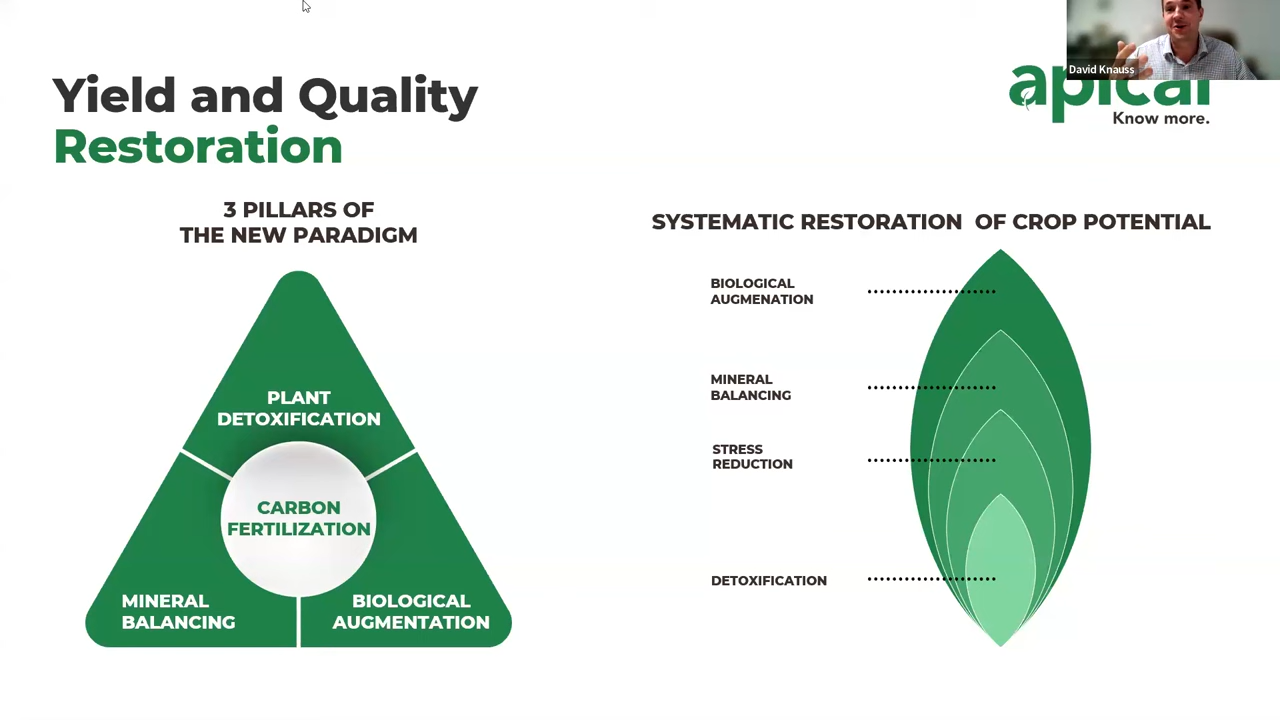 David Knauss
apical
Know more.
Yield and Quality
Restoration
3 PILLARS OF
THE NEW PARADIGM
PLANT
DETOXIFICATION
CARBON
FERTILIZATION
MINERAL
BALANCING
BIOLOGICAL
AUGMENTATION
SYSTEMATIC RESTORATION OF CROP POTENTIAL
BIOLOGICAL
AUGMENATION
MINERAL
BALANCING
STRESS
REDUCTION
DETOXIFICATION